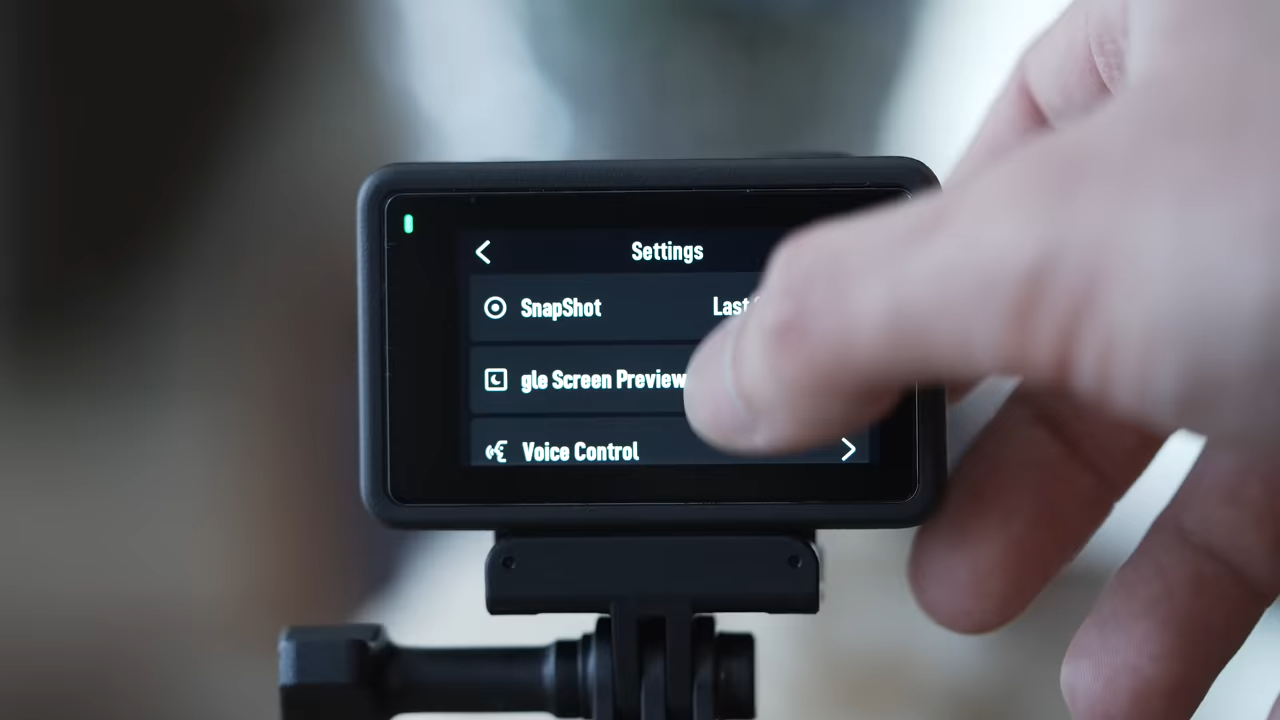 Settings
SnapShot
Last
gle Screen Preview
Voice Control